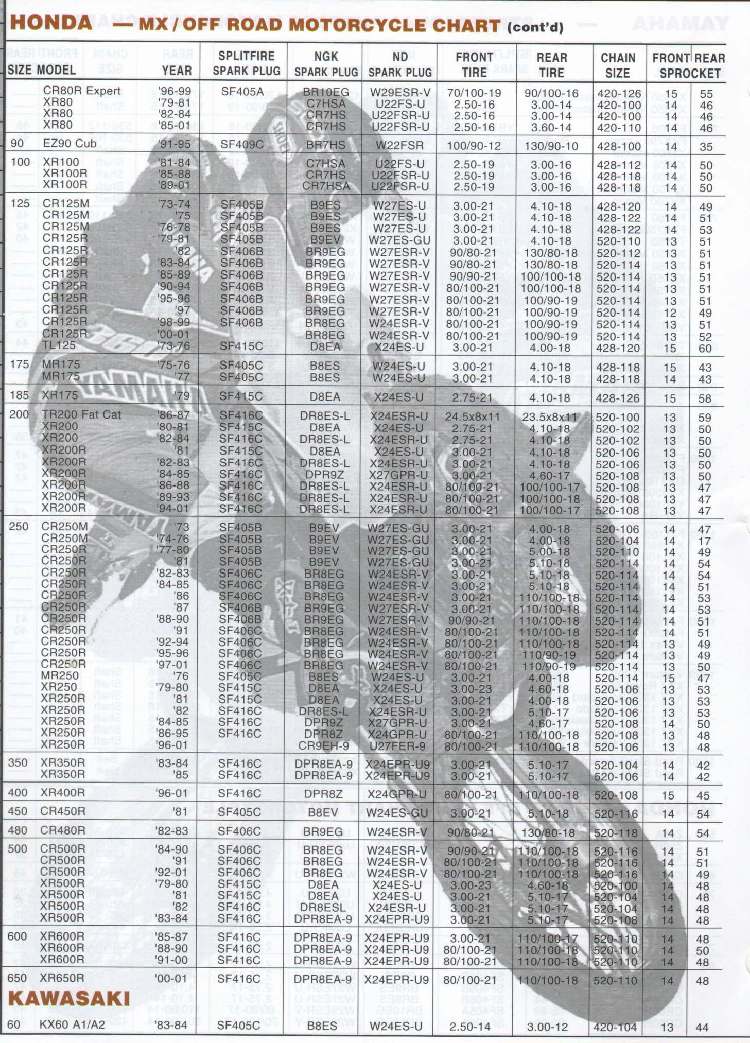 HONDA — MX / OFF ROAD MOTORCYCLE CHART (cont'd)
SIZE MODEL YEAR SPLITFIRE SPARK PLUG NGK SPARK PLUG ND SPARK PLUG FRONT TIRE REAR TIRE CHAIN SIZE FRONT REAR SPROCKET
CR80R Expert '96-99 SF405A BR10EG W29ESR-V 70/100-19 90/100-16 420-126 15 55
XR80 '79-81 C7HSA U22FS-U 2.50-16 3.00-14 420-100 14 46
XR80 '82-84 CR7HS U22FSR-U 2.50-16 3.00-14 420-100 14 46
XR80 '85-01 CR7HS U22FSR-U 2.50-16 3.60-14 420-110 14 46
90 EZ90 Cub '91-95 SF409C BR7HS W22FSR 100/90-12 130/90-10 428-100 14 35
100 XR100 '81-84 C7HSA U22FS-U 2.50-19 3.00-16 428-112 14 50
XR100R '85-88 CR7HS U22FSR-U 2.50-19 3.00-16 428-118 14 50
XR100R '89-01 CR7HSA U22FSR-U 2.50-19 3.00-16 428-118 14 50
125 CR125M '73-74 SF405B B9ES W27ES-U 3.00-21 4.10-18 428-120 14 49
CR125M '75 SF405B B9ES W27ES-U 3.00-21 4.10-18 428-122 14 51
CR125M '76-78 SF405B B9ES W27ES-U 3.00-21 4.10-18 428-122 14 53
CR125R '79-81 SF405B B9EV W27ES-GU 3.00-21 4.10-18 520-110 13 51
CR125R '82 SF406B BR9EG W27ESR-V 90/80-21 130/80-18 520-112 13 51
CR125R '83-84 SF406B BR9EG W27ESR-V 90/80-21 130/80-18 520-114 13 51
CR125R '85-89 SF406B BR9EG W27ESR-V 90/90-21 100/100-18 520-114 13 51
CR125R '90-94 SF406B BR9EG W27ESR-V 80/100-21 100/100-18 520-114 13 51
CR125R '95-96 SF406B BR9EG W27ESR-V 80/100-21 100/90-19 520-114 13 51
CR125R '97 SF406B BR9EG W27ESR-V 80/100-21 100/90-19 520-114 12 49
CR125R '98-99 SF406B BR8EG W24ESR-V 80/100-21 100/90-19 520-114 13 51
CR125R '00-01 BR8EG W24ESR-V 80/100-21 100/90-19 520-114 13 52
TL125 '73-76 SF415C D8EA X24ES-U 3.00-21 4.00-18 428-120 15 60
175 MR175 '75-76 SF405C B8ES W24ES-U 3.00-21 4.10-18 428-118 15 43
MR175 '77 SF405C B8ES W24ES-U 3.00-21 4.10-18 428-118 14 43
185 XR175 '79 SF415C D8EA X24ES-U 2.75-21 4.10-18 428-126 15 58
200 TR200 Fat Cat '86-87 SF416C DR8ES-L X24ESR-U 24.5x8x11 23.5x8x11 520-100 13 59
XR200 '80-81 SF415C D8EA X24ES-U 2.75-21 4.10-18 520-102 13 50
XR200 '82-84 SF416C DR8ES-L X24ESR-U 2.75-21 4.10-18 520-102 13 50
XR200R '81 SF415C D8EA X24ES-U 3.00-21 4.10-18 520-106 13 50
XR200R '82-83 SF416C DR8ES-L X24ESR-U 3.00-21 4.10-18 520-106 13 50
XR200R '84-85 SF416C DPR9Z X27GPR-U 3.00-21 4.60-17 520-108 13 50
XR200R '86-88 SF416C DR8ES-L X24ESR-U 80/100-21 100/100-17 520-108 13 47
XR200R '89-93 SF416C DR8ES-L X24ESR-U 80/100-21 100/100-18 520-108 13 47
XR200R '94-01 SF416C DR8ES-L X24ESR-U 80/100-21 100/100-17 520-108 13 47
250 CR250M '73 SF405B B9EV W27ES-GU 3.00-21 4.00-18 520-106 14 47
CR250M '74-76 SF405B B9EV W27ES-GU 3.00-21 4.00-18 520-104 14 17
CR250R '77-80 SF405B B9EV W27ES-GU 3.00-21 5.00-18 520-110 14 49
CR250R '81 SF405B B9EV W27ES-GU 3.00-21 5.10-18 520-114 14 54
CR250R '82-83 SF406C BR8EG W24ESR-V 3.00-21 5.10-18 520-114 14 54
CR250R '84-85 SF406C BR8EG W24ESR-V 3.00-21 5.10-18 520-114 14 51
CR250R '86 SF406C BR8EG W24ESR-V 3.00-21 110/100-18 520-114 14 53
CR250R '87 SF406B BR9EG W27ESR-V 3.00-21 110/100-18 520-114 14 53
CR250R '88-90 SF406B BR9EG W27ESR-V 90/90-21 110/100-18 520-114 14 51
CR250R '91 SF406C BR8EG W24ESR-V 80/100-21 110/100-18 520-114 14 51
CR250R '92-94 SF406C BR8EG W24ESR-V 80/100-21 110/100-18 520-114 13 49
CR250R '95-96 SF406C BR8EG W24ESR-V 80/100-21 110/90-19 520-114 13 49
CR250R '97-01 SF406C BR8EG W24ESR-V 80/100-21 110/90-19 520-114 13 50
MR250 '76 SF405C B8ES W24ES-U 3.00-21 4.00-18 520-114 15 47
XR250 '79-80 SF415C D8EA X24ES-U 3.00-23 4.60-18 520-106 13 53
XR250R '81 SF415C D8EA X24ES-U 3.00-21 4.00-18 520-106 13 53
XR250R '82 SF416C DR8ES-L X24ESR-U 3.00-21 5.10-17 520-106 13 53
XR250R '84-85 SF416C DPR9Z X27GPR-U 3.00-21 4.60-17 520-108 14 50
XR250R '86-95 SF416C DPR8Z X24GPR-U 80/100-21 110/100-18 520-108 13 48
XR250R '96-01 CR9EH-9 U27FER-9 80/100-21 110/100-18 520-106 13 48
350 XR350R '83-84 SF416C DPR8EA-9 X24EPR-U9 3.00-21 5.10-17 520-104 14 42
XR350R '85 SF416C DPR8EA-9 X24EPR-U9 3.00-21 5.10-17 520-106 14 42
400 XR400R '96-01 SF416C DPR8Z X24GPR-U 80/100-21 110/100-18 520-108 15 45
450 CR450R '81 SF405C B8EV W24ES-GU 3.00-21 5.10-18 520-116 14 54
480 CR480R '82-83 SF406C BR9EG W24ESR-V 90/80-21 130/80-18 520-118 14 54
500 CR500R '84-90 SF406C BR8EG W24ESR-V 90/90-21 110/100-18 520-116 14 51
CR500R '91 SF406C BR8EG W24ESR-V 80/100-21 110/100-18 520-116 14 51
CR500R '92-01 SF406C BR8EG W24ESR-V 80/100-21 110/100-18 520-116 14 49
XR500R '79-80 SF415C D8EA X24ES-U 3.00-23 4.60-18 520-100 14 48
XR500R '81 SF415C D8EA X24ES-U 3.00-21 5.10-17 520-104 14 48
XR500R '82 SF416C DR8ESL X24ESR-U 3.00-21 5.10-17 520-104 14 48
XR500R '83-84 SF416C DPR8EA-9 X24EPR-U9 3.00-21 5.10-17 520-108 14 48
600 XR600R '85-87 SF416C DPR8EA-9 X24EPR-U9 3.00-21 110/100-17 520-110 14 48
XR600R '88-90 SF416C DPR8EA-9 X24EPR-U9 80/100-21 110/100-18 520-110 14 50
XR600R '91-00 SF416C DPR8EA-9 X24EPR-U9 80/100-21 110/100-18 520-110 14 48
650 XR650R '00-01 SF416C DPR8EA-9 X24EPR-U9 80/100-21 110/100-18 520-110 14 48
KAWASAKI
60 KX60 A1/A2 '83-84 SF405C B8ES W24ES-U 2.50-14 3.00-12 420-104 13 44